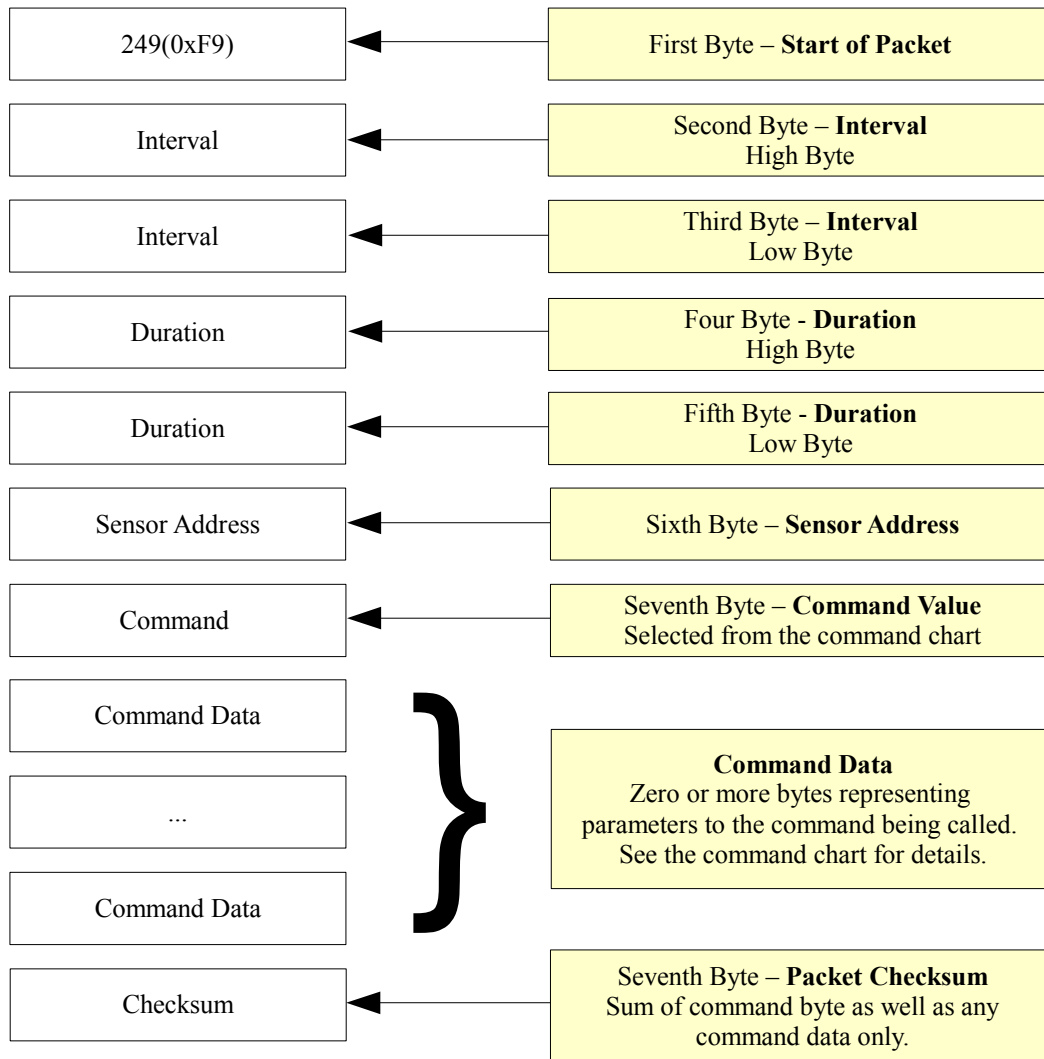 249(0xF9)
First Byte – Start of Packet
Interval
Second Byte – Interval
High Byte
Interval
Third Byte – Interval
Low Byte
Duration
Four Byte - Duration
High Byte
Duration
Fifth Byte - Duration
Low Byte
Sensor Address
Sixth Byte – Sensor Address
Command
Seventh Byte – Command Value
Selected from the command chart
Command Data
...
Command Data
}
Command Data
Zero or more bytes representing
parameters to the command being called.
See the command chart for details.
Checksum
Seventh Byte – Packet Checksum
Sum of command byte as well as any
command data only.